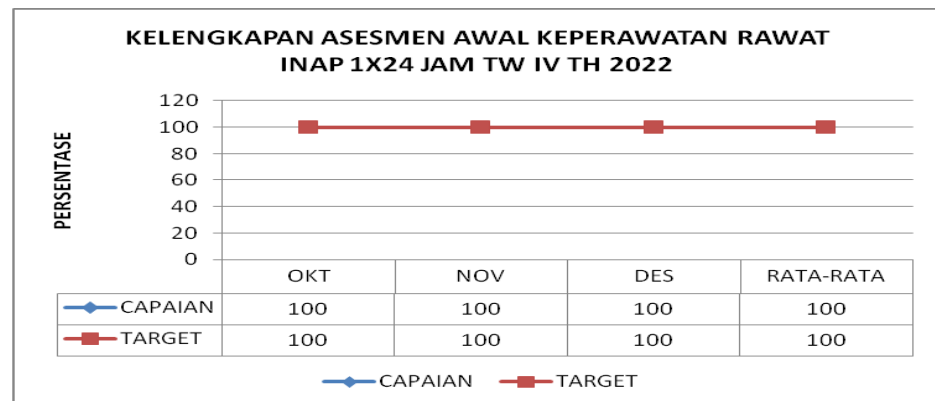 KELENGKAPAN ASESMEN AWAL KEPERAWATAN RAWAT
INAP 1X24 JAM TW IV TH 2022
PERSENTASE
120
100
80
60
40
20
0
OKT NOV DES RATA-RATA
CAPAIAN 100 100 100 100
TARGET 100 100 100 100
CAPAIAN TARGET